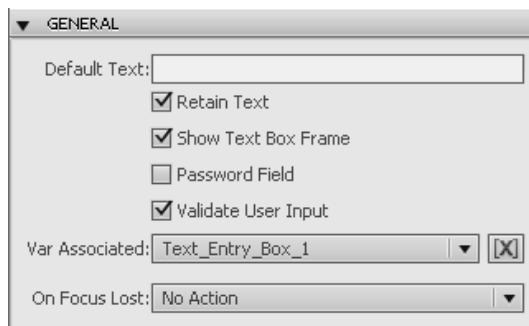 GENERAL
Default Text:
Retain Text
Show Text Box Frame
Password Field
Validate User Input
Var Associated: Text_Entry_Box_1 [X]
On Focus Lost: No Action